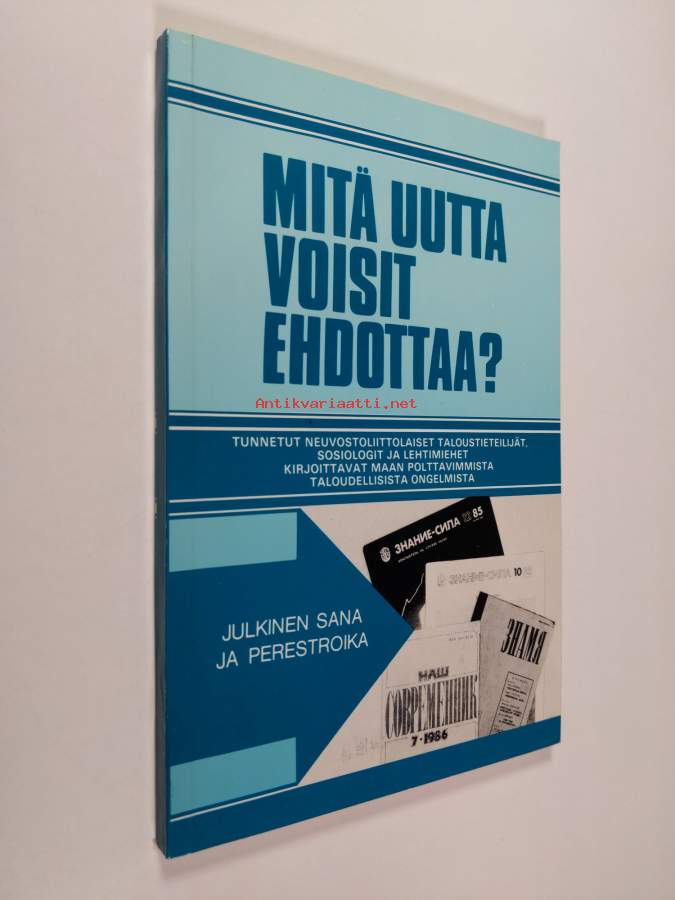 MITÄ UUTTA
VOISIT
EHDOTTAA?
Antikvariaatti.net
TUNNETUT NEUVOSTOLIITTOLAISET TALOUSTIETEILIJÄT,
SOSIOLOGIT JA LEHTIMIEHET
KIRJOITTAVAT MAAN POLTTAVIMMISTA
TALOUDELLISISTA ONGELMISTA
JULKINEN SANA
JA PERESTROIKA
ЗНАНИЕ-СИЛА 85
ЗНАНИЕ-СИЛА 10
ЗНАМЯ
НАШ
СОВРЕМЕННИК
7·1986